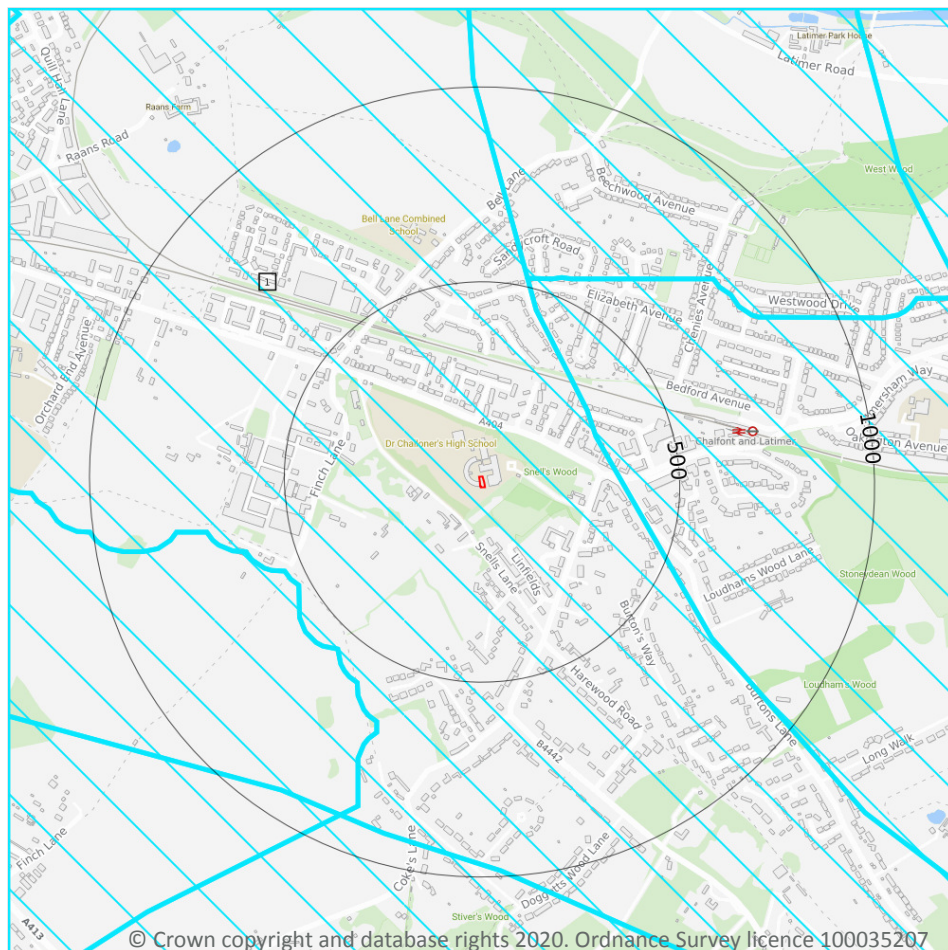 Latimer Park House
Latimer Road
Quill Hall Lane
Raans Farm
Raans Road
West Wood
Bell Lane
Beechwood Avenue
Bell Lane Combined
School
Sandycroft Road
1
Elizabeth Avenue
Chenies Avenue
Westwood Drive
Orchard End Avenue
Bedford Avenue
Amersham Way
A404
Chalfont and Latimer
1000
Dr Challoner's High School
500
Finch Lane
Snell's Wood
Snells Lane
Linfields
Loudhams Wood Lane
Stoneydean Wood
Burton's Way
Harewood Road
Loudham's Wood
Burtons Lane
Long Walk
B4442
Finch Lane
Coke's Lane
Doggetts Wood Lane
Stiver's Wood
A413
© Crown copyright and database rights 2020. Ordnance Survey licence 100035207.